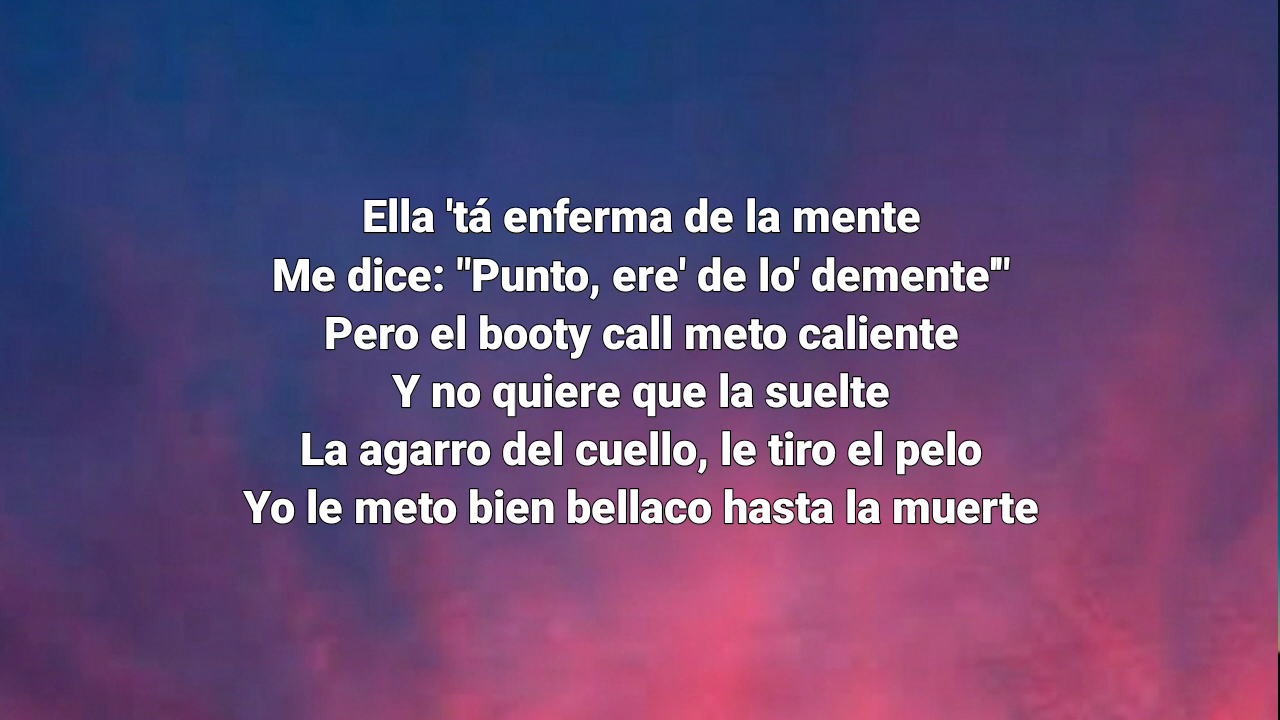 Ella 'tá enferma de la mente
Me dice: "Punto, ere' de lo' demente'"
Pero el booty call meto caliente
Y no quiere que la suelte
La agarro del cuello, le tiro el pelo
Yo le meto bien bellaco hasta la muerte